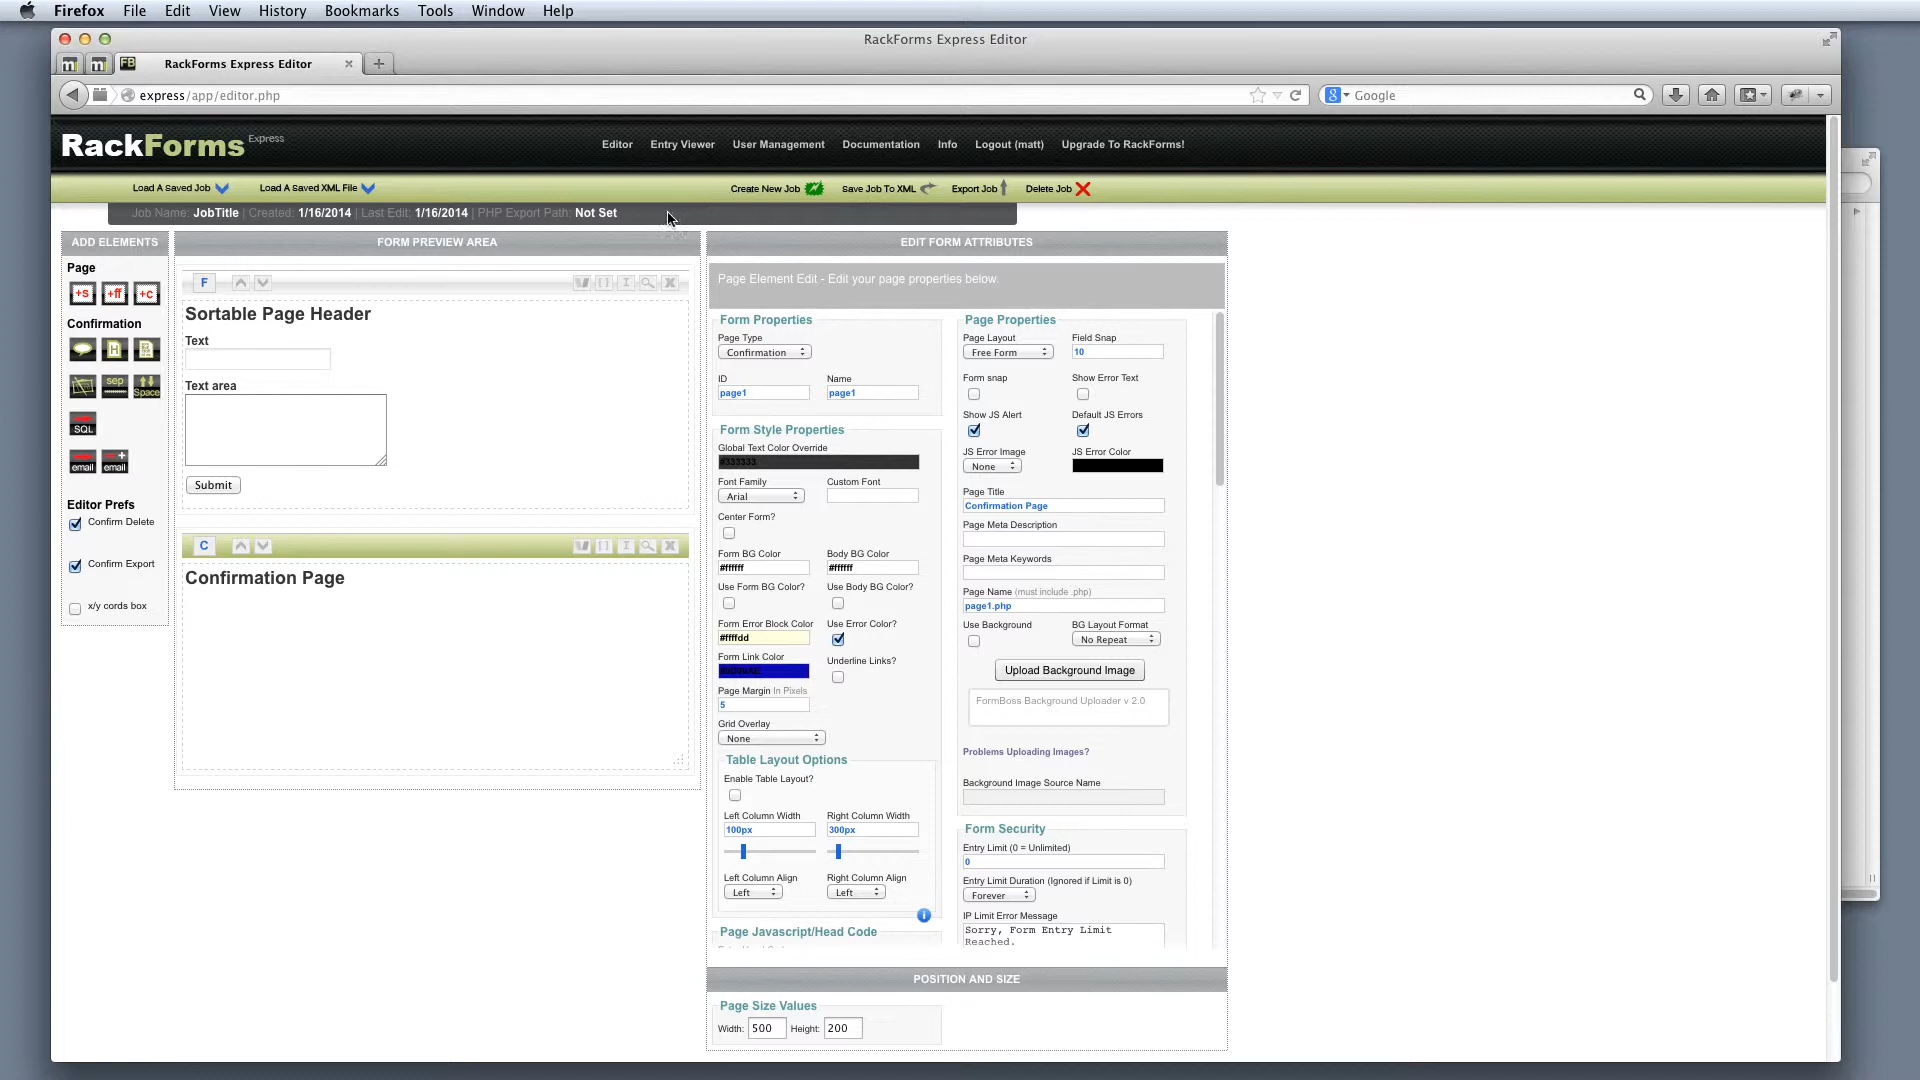 Firefox File Edit View History Bookmarks Tools Window Help
RackForms Express Editor
RackForms Express Editor
express/app/editor.php Google
RackForms Express
Editor Entry Viewer User Management Documentation Info Logout (matt) Upgrade To RackForms!
Load A Saved Job Load A Saved XML File Create New Job Save Job To XML Export Job Delete Job
Job Name: JobTitle | Created: 1/16/2014 | Last Edit: 1/16/2014 | PHP Export Path: Not Set
ADD ELEMENTS
Page
+s +ff +c
Confirmation
H
sep Space
SQL
email email
Editor Prefs
Confirm Delete
Confirm Export
x/y cords box
FORM PREVIEW AREA
F
Sortable Page Header
Text
Text area
Submit
C
Confirmation Page
EDIT FORM ATTRIBUTES
Page Element Edit - Edit your page properties below.
Form Properties
Page Type
Confirmation
ID Name
page1 page1
Form Style Properties
Global Text Color Override
#333333
Font Family Custom Font
Arial
Center Form?
Form BG Color Body BG Color
#ffffff #ffffff
Use Form BG Color? Use Body BG Color?
Form Error Block Color Use Error Color?
#ffffdd
Form Link Color Underline Links?
Page Margin In Pixels
5
Grid Overlay
None
Table Layout Options
Enable Table Layout?
Left Column Width Right Column Width
100px 300px
Left Column Align Right Column Align
Left Left
Page Javascript/Head Code
Page Properties
Page Layout Field Snap
Free Form 10
Form snap Show Error Text
Show JS Alert Default JS Errors
JS Error Image JS Error Color
None
Page Title
Confirmation Page
Page Meta Description
Page Meta Keywords
Page Name (must include .php)
page1.php
Use Background BG Layout Format
No Repeat
Upload Background Image
FormBoss Background Uploader v 2.0
Problems Uploading Images?
Background Image Source Name
Form Security
Entry Limit (0 = Unlimited)
0
Entry Limit Duration (Ignored if Limit is 0)
Forever
IP Limit Error Message
Sorry, Form Entry Limit
Reached.
POSITION AND SIZE
Page Size Values
Width: 500 Height: 200